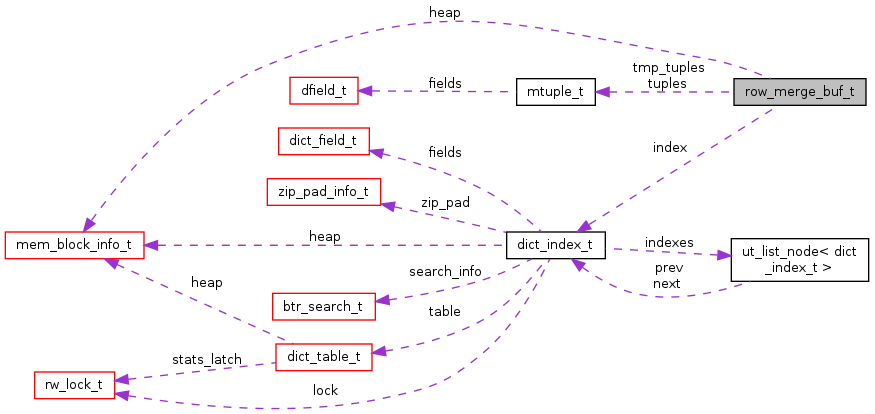 heap
tmp_tuples
tuples
fields
dfield_t
mtuple_t
row_merge_buf_t
dict_field_t
fields
index
zip_pad_info_t
zip_pad
mem_block_info_t
heap
dict_index_t
indexes
ut_list_node< dict
_index_t >
prev
next
search_info
heap
btr_search_t
table
dict_table_t
stats_latch
rw_lock_t
lock